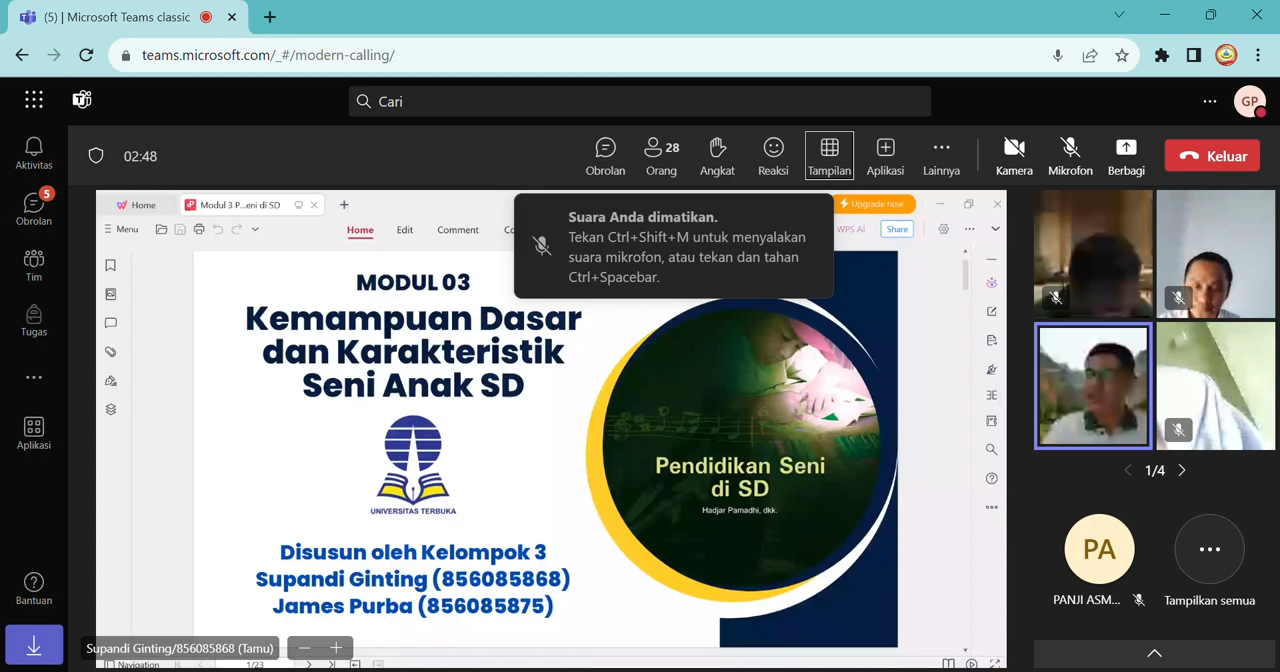 (5) | Microsoft Teams classic
teams.microsoft.com/_#/modern-calling/
Cari
GP
02:48
Obrolan
28
Orang
Angkat
Reaksi
Tampilan
Aplikasi
Lainnya
Kamera
Mikrofon
Berbagi
Keluar
Aktivitas
5
Obrolan
Tim
Tugas
Aplikasi
Bantuan
Home
Modul 3 P...eni di SD
Upgrade now
Menu
Home
Edit
Comment
WPS AI
Share
Suara Anda dimatikan.
Tekan Ctrl+Shift+M untuk menyalakan
suara mikrofon, atau tekan dan tahan
Ctrl+Spacebar.
MODUL 03
Kemampuan Dasar
dan Karakteristik
Seni Anak SD
UNIVERSITAS TERBUKA
Disusun oleh Kelompok 3
Supandi Ginting (856085868)
James Purba (856085875)
Pendidikan Seni
di SD
Hadjar Pamadhi, dkk.
Supandi Ginting/856085868 (Tamu)
Navigation
1/23
1/4
PA
PANJI ASM...
Tampilkan semua